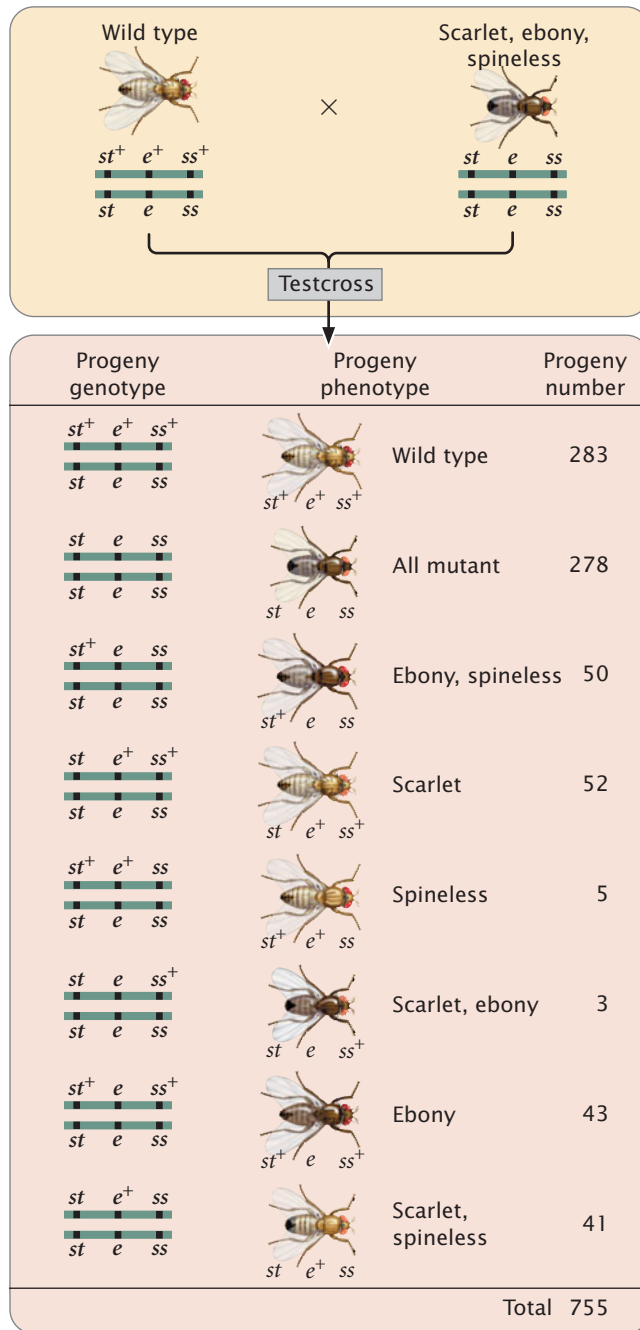 Wild type
Scarlet, ebony,
spineless
×
st+ e+ ss+
st e ss
st e ss
st e ss
Testcross
Progeny
genotype
Progeny
phenotype
Progeny
number
st+ e+ ss+
st e ss
st+ e+ ss+
Wild type
283
st e ss
st e ss
st e ss
All mutant
278
st+ e ss
st e ss
st+ e ss
Ebony, spineless
50
st e+ ss+
st e ss
st e+ ss+
Scarlet
52
st+ e+ ss
st e ss
st+ e+ ss
Spineless
5
st e ss+
st e ss
st e ss+
Scarlet, ebony
3
st+ e ss+
st e ss
st+ e ss+
Ebony
43
st e+ ss
st e ss
st e+ ss
Scarlet,
spineless
41
Total 755